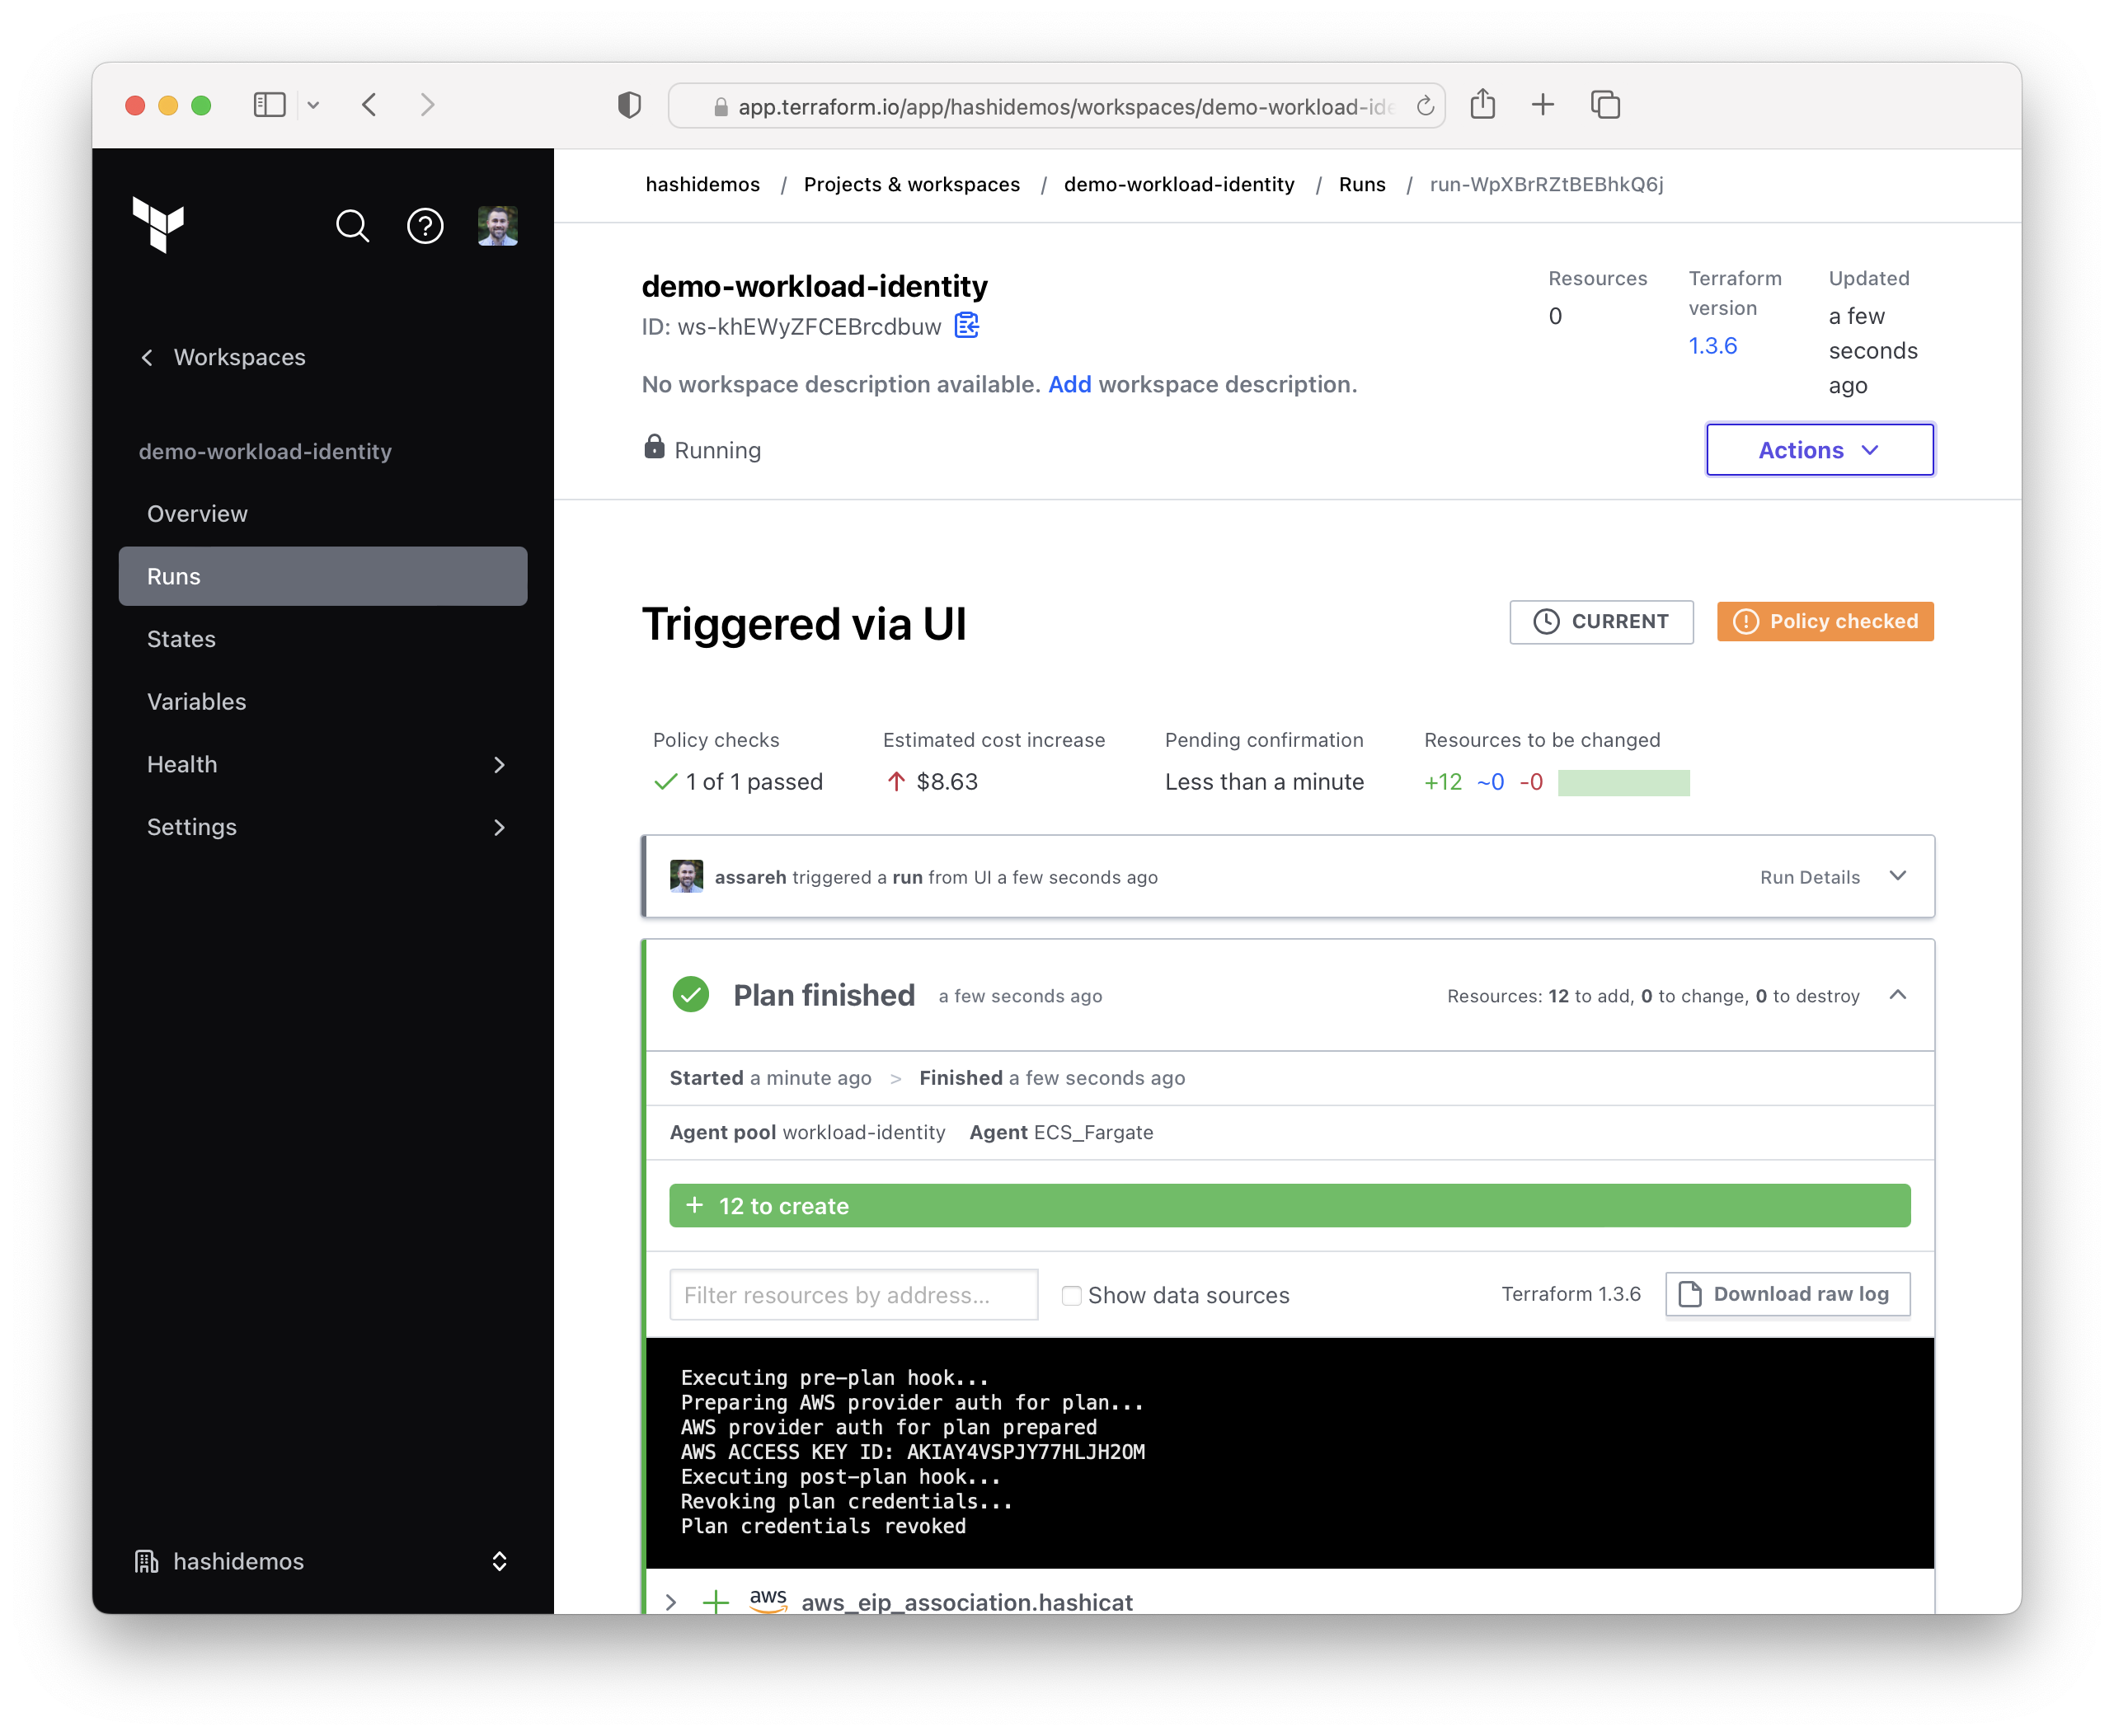 app.terraform.io/app/hashidemos/workspaces/demo-workload-ide
hashidemos / Projects & workspaces / demo-workload-identity / Runs / run-WpXBrRZtBEBhkQ6j
Workspaces
demo-workload-identity
Overview
Runs
States
Variables
Health
Settings
hashidemos
demo-workload-identity
ID: ws-khEWyZFCEBrcdbuw
No workspace description available. Add workspace description.
Running
Resources
0
Terraform
version
1.3.6
Updated
a few
seconds
ago
Actions
Triggered via UI
CURRENT
Policy checked
Policy checks
1 of 1 passed
Estimated cost increase
$8.63
Pending confirmation
Less than a minute
Resources to be changed
+12 ~0 -0
assareh triggered a run from UI a few seconds ago
Run Details
Plan finished a few seconds ago
Resources: 12 to add, 0 to change, 0 to destroy
Started a minute ago > Finished a few seconds ago
Agent pool workload-identity Agent ECS_Fargate
+ 12 to create
Filter resources by address...
Show data sources
Terraform 1.3.6
Download raw log
Executing pre-plan hook...
Preparing AWS provider auth for plan...
AWS provider auth for plan prepared
AWS ACCESS KEY ID: AKIAY4VSPJY77HLJH2OM
Executing post-plan hook...
Revoking plan credentials...
Plan credentials revoked
+ aws aws_eip_association.hashicat